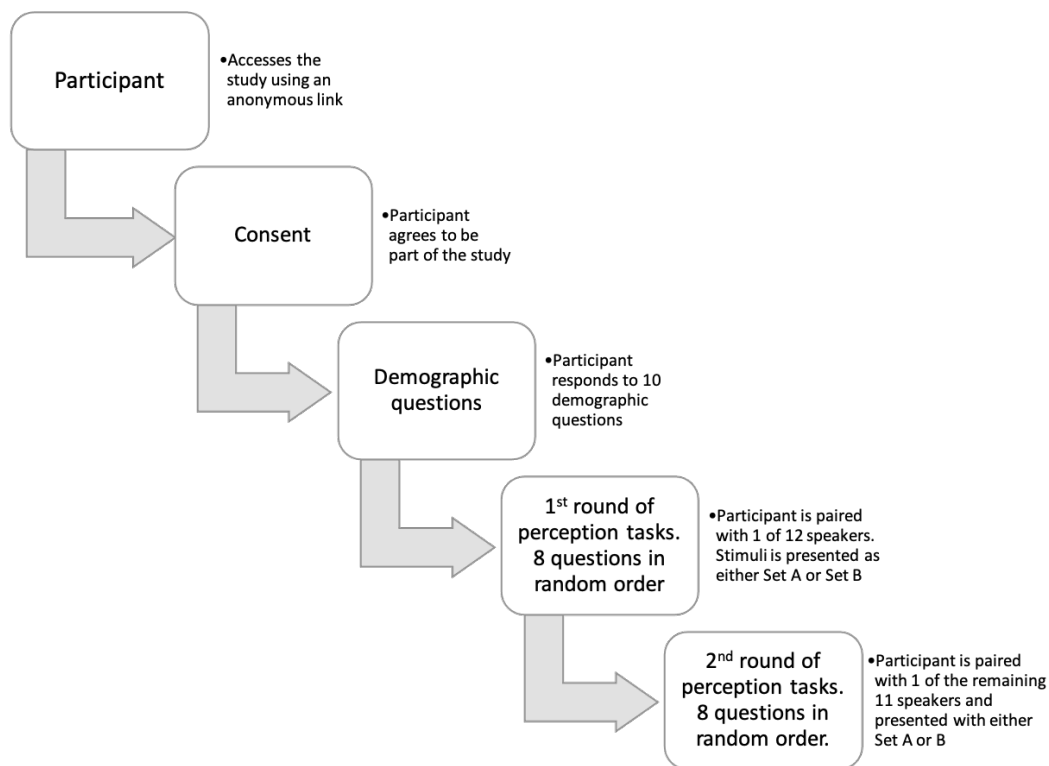 Participant
•Accesses the
study using an
anonymous link
Consent
•Participant
agrees to be
part of the study
Demographic
questions
•Participant
responds to 10
demographic
questions
1st round of
perception tasks.
8 questions in
random order
•Participant is paired
with 1 of 12 speakers.
Stimuli is presented as
either Set A or Set B
2nd round of
perception tasks.
8 questions in
random order.
•Participant is paired
with 1 of the remaining
11 speakers and
presented with either
Set A or B